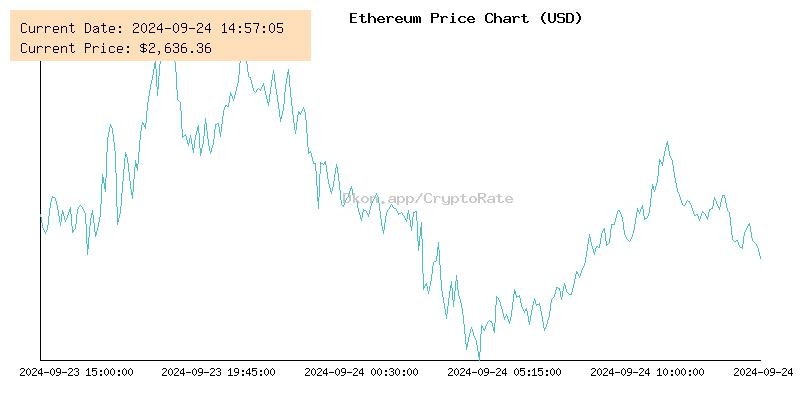 Ethereum Price Chart (USD)
Current Date: 2024-09-24 14:57:05
Current Price: $2,636.36
Dkon.app/CryptoRate
2024-09-23 15:00:00 2024-09-23 19:45:00 2024-09-24 00:30:00 2024-09-24 05:15:00 2024-09-24 10:00:00 2024-09-24